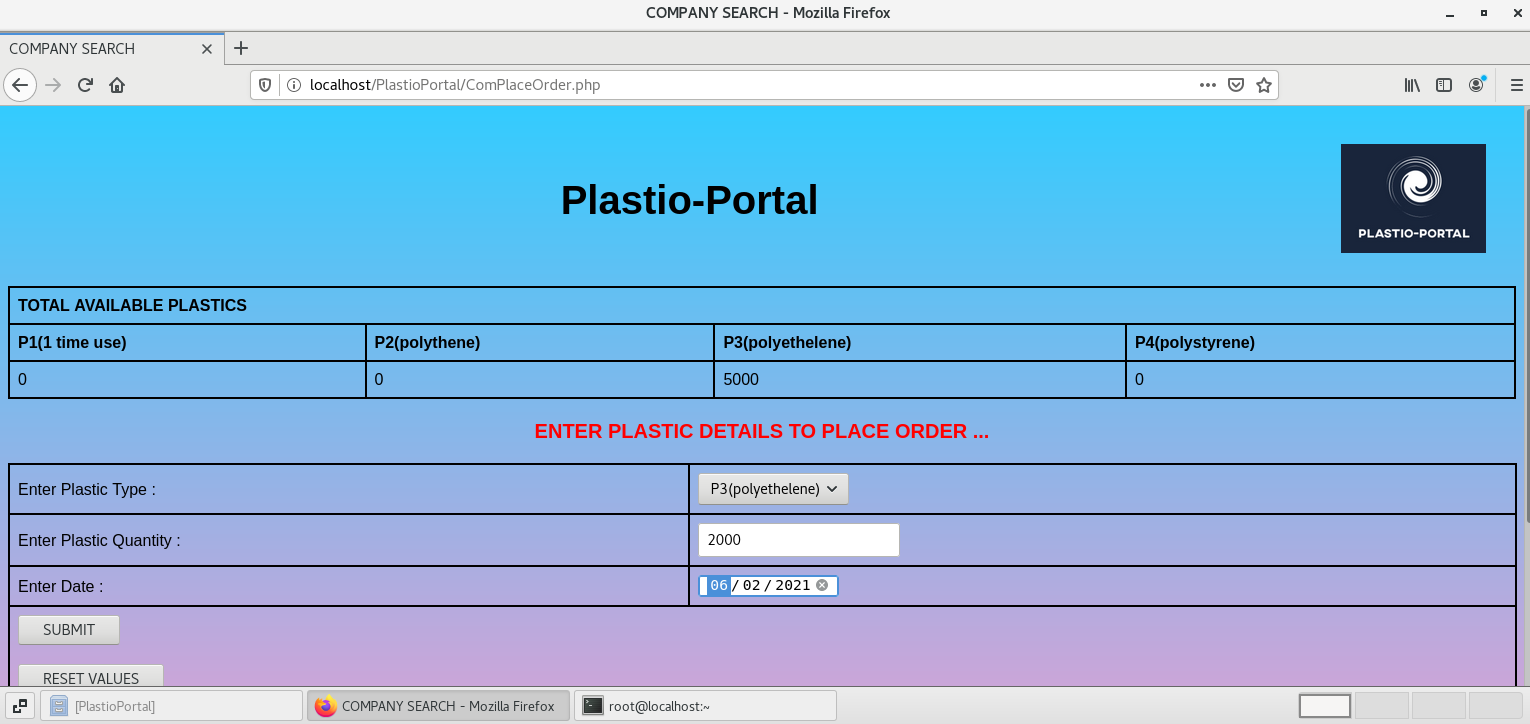 COMPANY SEARCH - Mozilla Firefox
COMPANY SEARCH
localhost/PlastioPortal/ComPlaceOrder.php
Plastio-Portal
PLASTIO-PORTAL
TOTAL AVAILABLE PLASTICS
P1(1 time use) P2(polythene) P3(polyethelene) P4(polystyrene)
0 0 5000 0
ENTER PLASTIC DETAILS TO PLACE ORDER ...
Enter Plastic Type : P3(polyethelene)
Enter Plastic Quantity : 2000
Enter Date : 06/02/2021
SUBMIT
RESET VALUES
[PlastioPortal] COMPANY SEARCH - Mozilla Firefox root@localhost:~